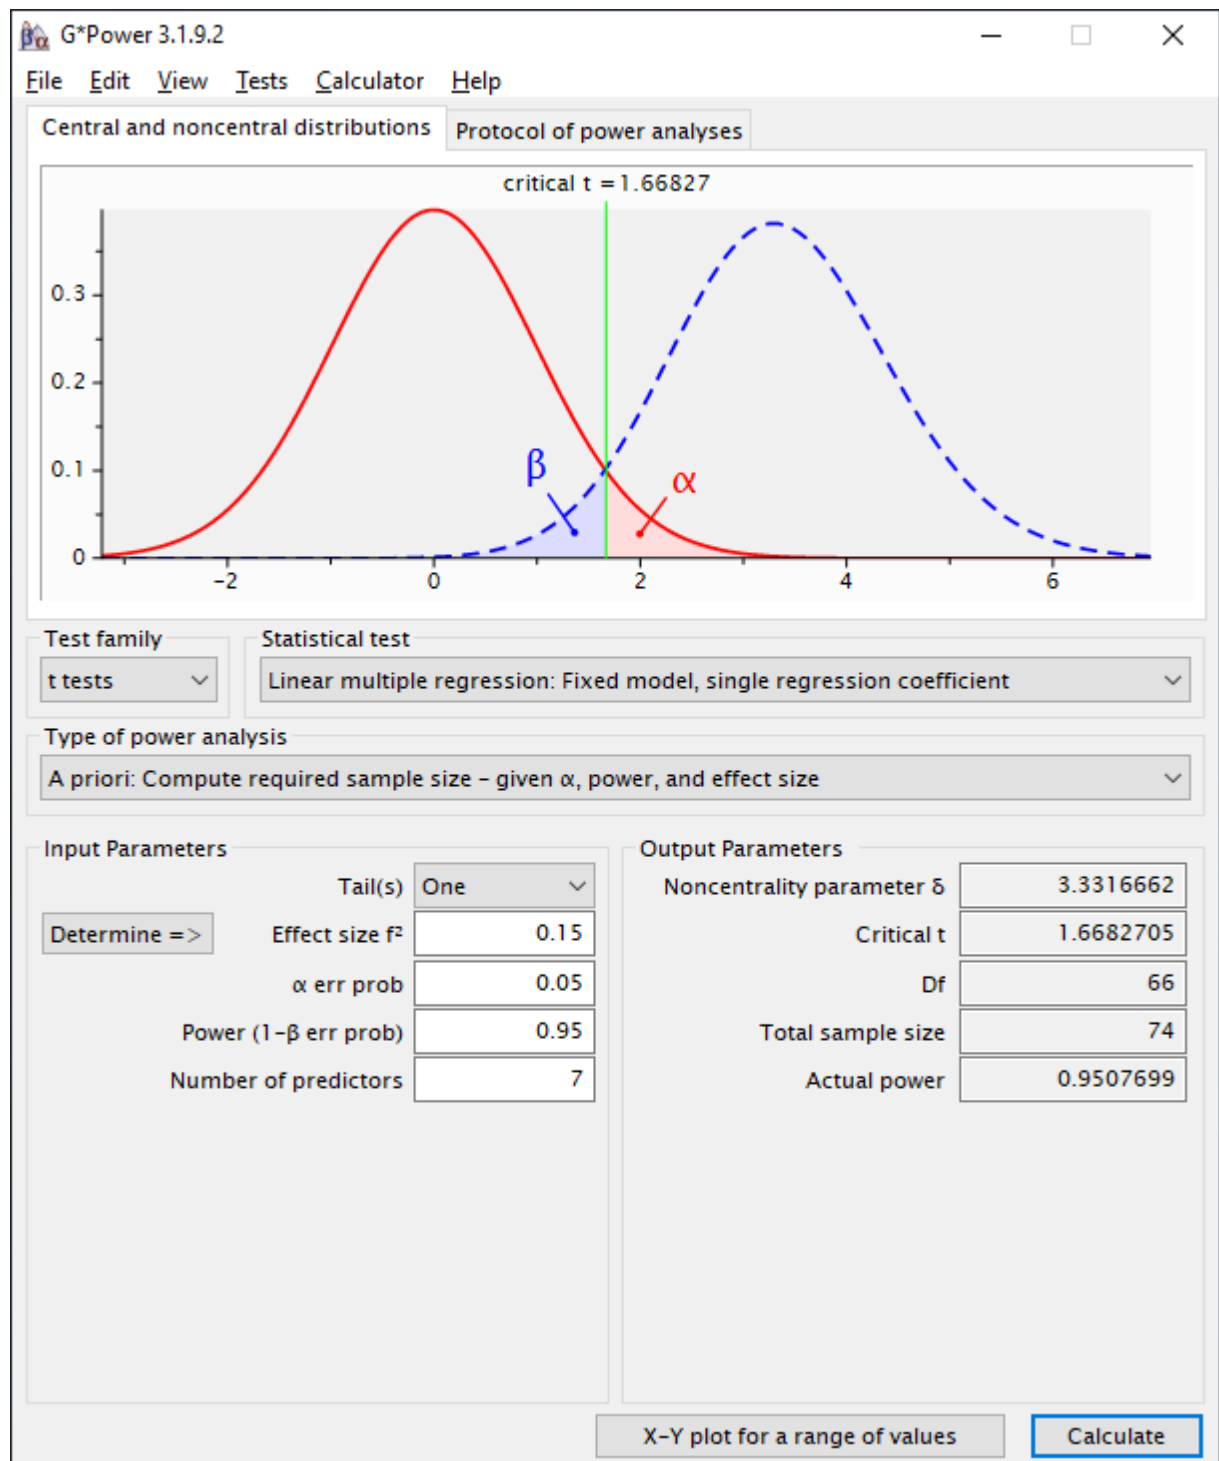 G*Power 3.1.9.2
File Edit View Tests Calculator Help
Central and noncentral distributions Protocol of power analyses
critical t = 1.66827
0.3
0.2
β
α
0.1
0
-2 0 2 4 6
Test family Statistical test
t tests Linear multiple regression: Fixed model, single regression coefficient
Type of power analysis
A priori: Compute required sample size – given α, power, and effect size
Input Parameters Output Parameters
Tail(s) One Noncentrality parameter δ 3.3316662
Determine => Effect size f² 0.15 Critical t 1.6682705
α err prob 0.05 Df 66
Power (1–β err prob) 0.95 Total sample size 74
Number of predictors 7 Actual power 0.9507699
X-Y plot for a range of values Calculate